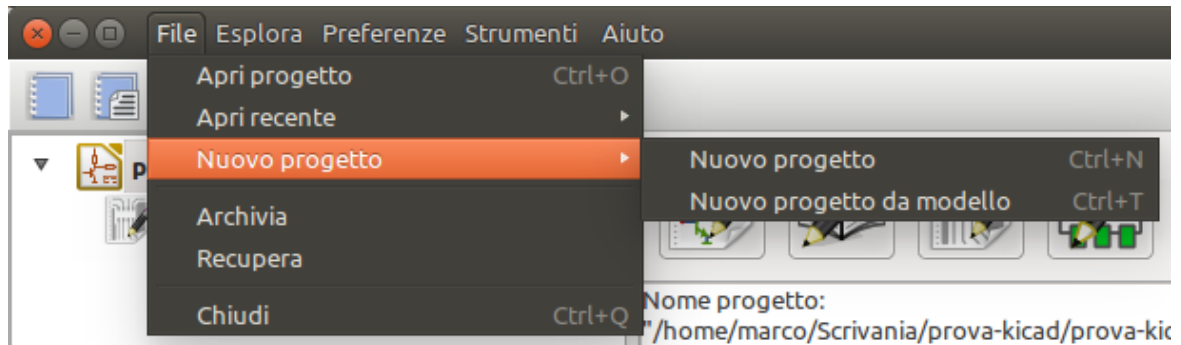 File Esplora Preferenze Strumenti Aiuto
Apri progetto Ctrl+O
Apri recente
Nuovo progetto
Nuovo progetto Ctrl+N
Nuovo progetto da modello Ctrl+T
Archivia
Recupera
Chiudi Ctrl+Q
Nome progetto:
"/home/marco/Scrivania/prova-kicad/prova-kic